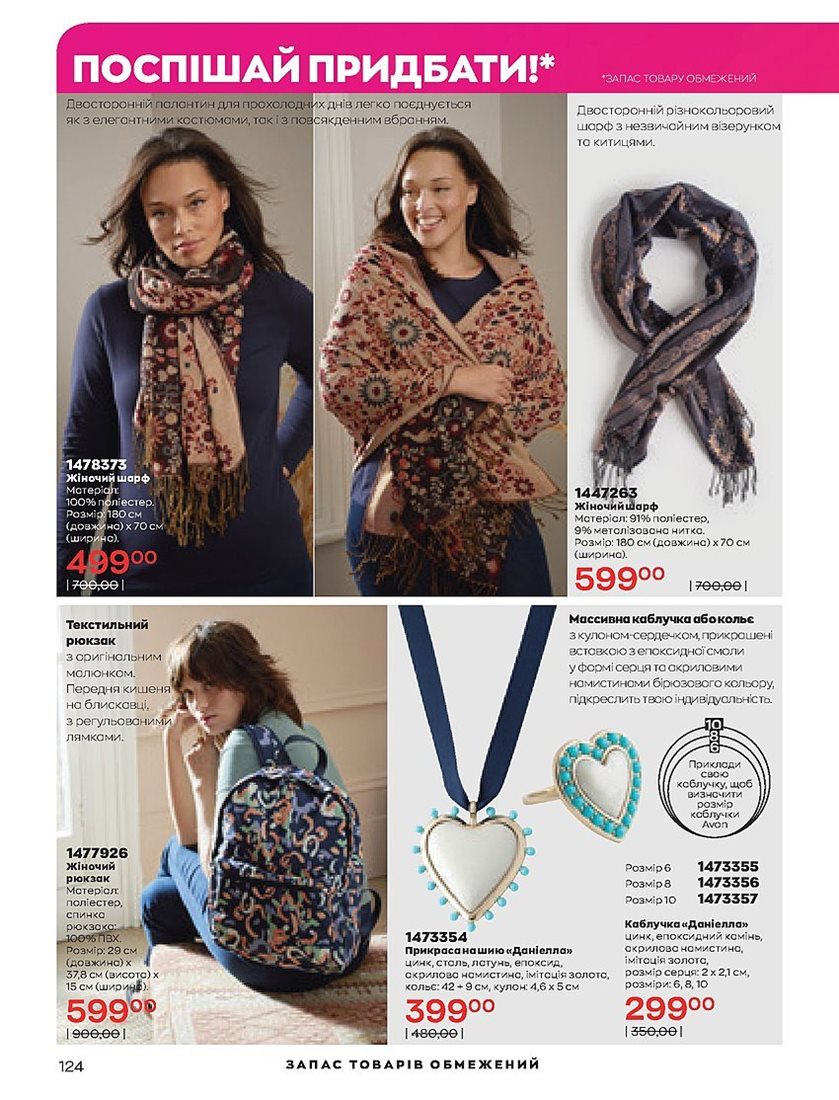 ПОСПІШАЙ ПРИДБАТИ!*
*ЗАПАС ТОВАРУ ОБМЕЖЕНИЙ
Двосторонній палантин для прохолодних днів легко поєднується
як з елегантними костюмами, так і з повсякденним вбранням.
Двосторонній різнокольоровий
шарф з незвичайним візерунком
та китицями.
1478373
Жіночий шарф
Матеріал:
100% поліестер.
Розмір: 180 см
(довжина) х 70 см
(ширина).
49900
|700,00|
1447263
Жіночий шарф
Матеріал: 91% поліестер,
9% металізована нитка.
Розмір: 180 см (довжина) х 70 см
(ширина).
59900
|700,00|
Текстильний
рюкзак
з оригінальним
малюнком.
Передня кишеня
на блискавці,
з регульованими
лямками.
1477926
Жіночий
рюкзак
Матеріал:
поліестер,
спинка
рюкзака:
100% ПВХ.
Розмір: 29 см
(довжина) х
37,8 см (висота) х
15 см (ширина).
59900
|900,00|
Массивна каблучка або кольє
з кулоном-сердечком, прикрашені
вставкою з епоксидної смоли
у формі серця та акриловими
намистинами бірюзового кольору,
підкреслить твою індивідуальність.
10
8
6
Приклади
свою
каблучку, щоб
визначити
розмір
каблучки
Avon
Розмір 6 1473355
Розмір 8 1473356
Розмір 10 1473357
1473354
Прикраса на шию «Даніелла»
цинк, сталь, латунь, епоксид,
акрилова намистина, імітація золота,
кольє: 42 + 9 см, кулон: 4,6 х 5 см
39900
|480,00|
Каблучка «Даніелла»
цинк, епоксидний камінь,
акрилова намистина,
імітація золота,
розмір серця: 2 х 2,1 см,
розміри: 6, 8, 10
29900
|350,00|
124
ЗАПАС ТОВАРІВ ОБМЕЖЕНИЙ